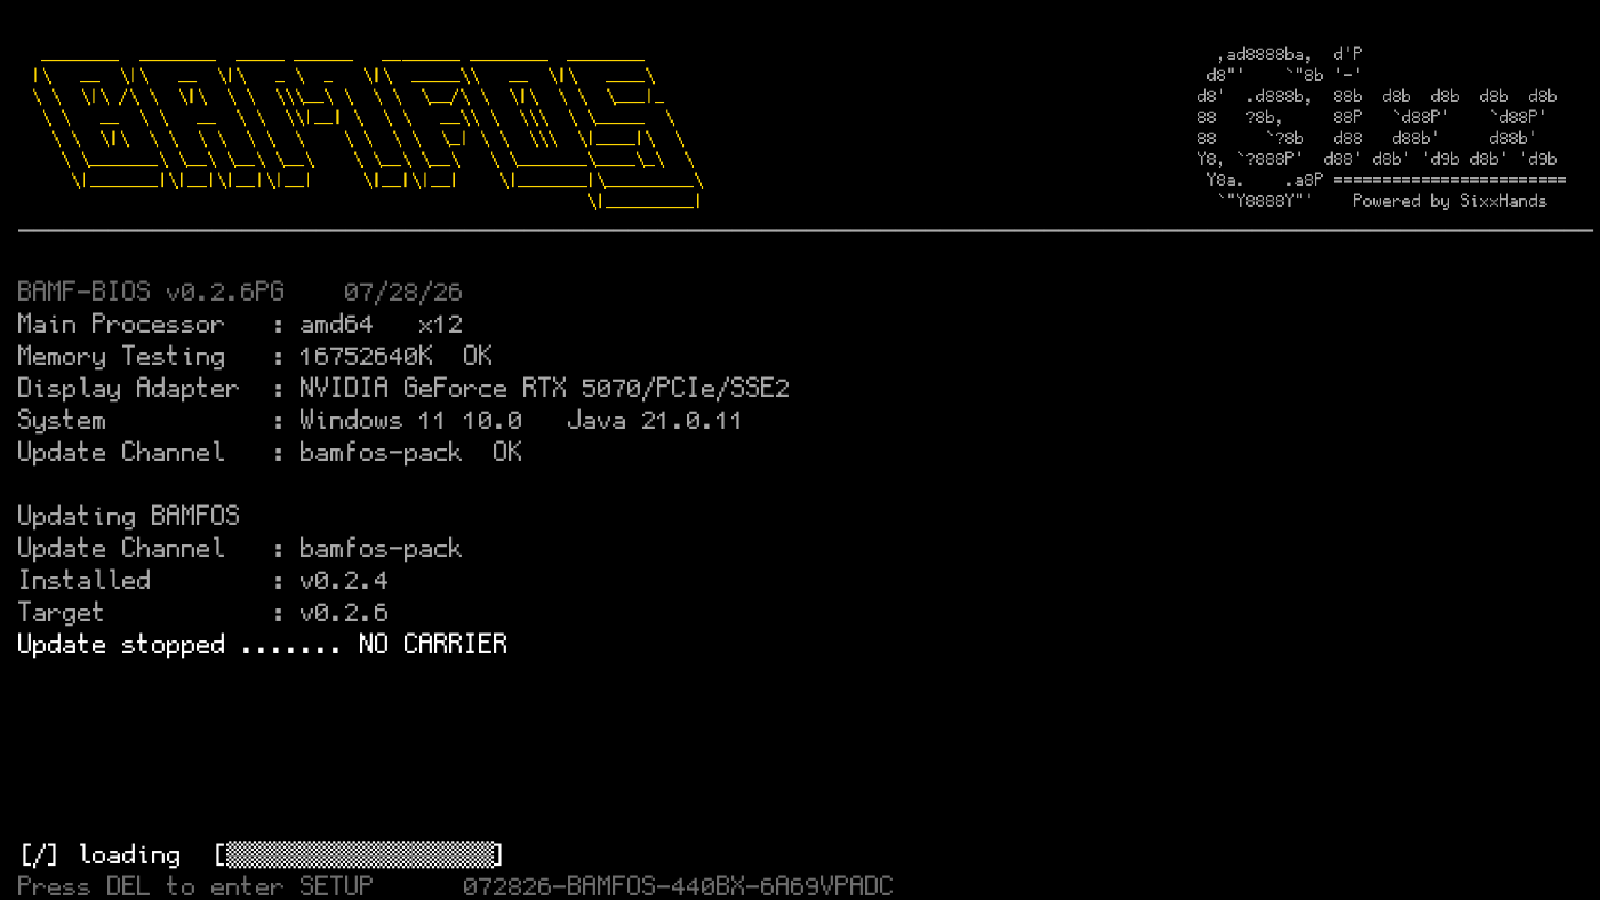 BAMFOS
Sixx
Powered by SixxHands
BAMF-BIOS v0.2.6PG    07/28/26
Main Processor   : amd64   x12
Memory Testing   : 16752640K  OK
Display Adapter  : NVIDIA GeForce RTX 5070/PCIe/SSE2
System           : Windows 11 10.0   Java 21.0.11
Update Channel   : bamfos-pack  OK
Updating BAMFOS
Update Channel   : bamfos-pack
Installed        : v0.2.4
Target           : v0.2.6
Update stopped ....... NO CARRIER
[/] loading  [▒▒▒▒▒▒▒▒▒▒▒▒▒▒▒▒▒▒▒▒]
Press DEL to enter SETUP      072826-BAMFOS-440BX-6A69VPADC